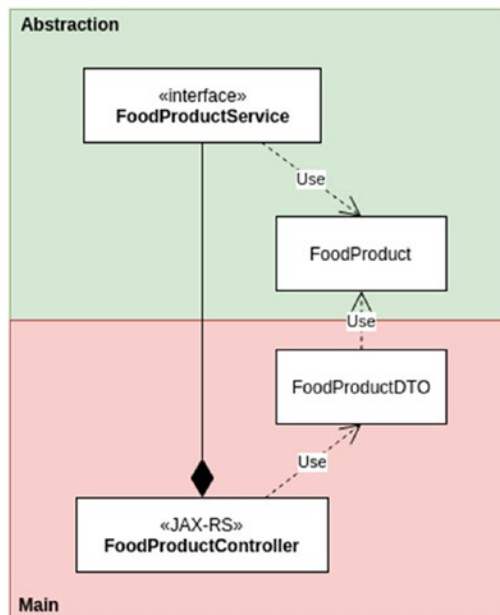 Abstraction
«interface»
FoodProductService
Use
FoodProduct
Use
FoodProductDTO
Use
«JAX-RS»
FoodProductController
Main